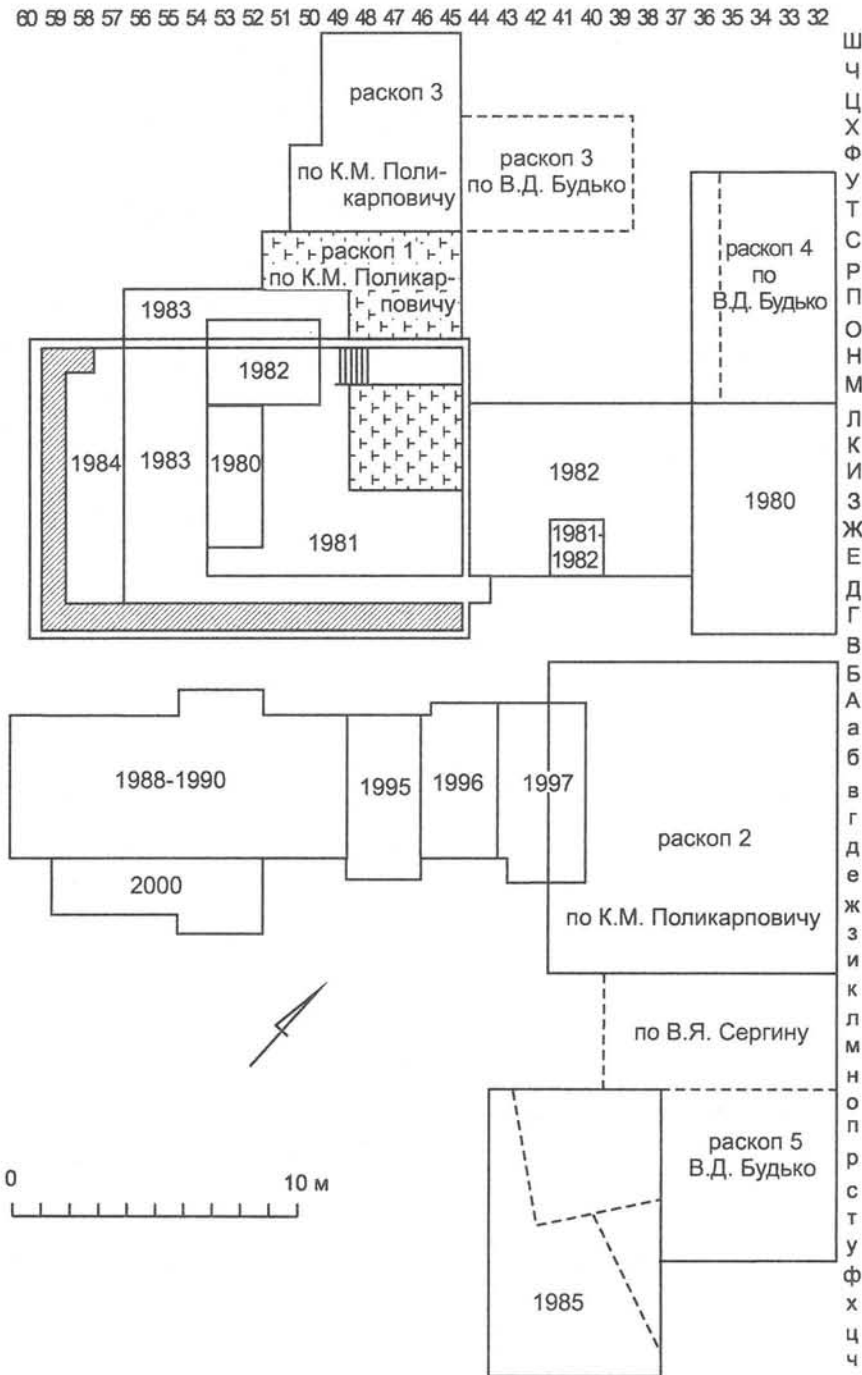 60 59 58 57 56 55 54 53 52 51 50 49 48 47 46 45 44 43 42 41 40 39 38 37 36 35 34 33 32
Ш
Ч
Ц
Х
Ф
У
Т
С
Р
П
О
Н
М
Л
К
И
З
Ж
Е
Д
Г
В
Б
А
а
б
в
г
д
е
ж
з
и
к
л
м
н
о
п
р
с
т
у
ф
х
ц
ч
раскоп 3
по К.М. Поли-
карповичу
раскоп 3
по В.Д. Будько
раскоп 1
по К.М. Поликар-
повичу
раскоп 4
по
В.Д. Будько
1983
1982
1984
1983
1980
1981
1982
1981-
1982
1980
1988-1990
1995
1996
1997
2000
раскоп 2
по К.М. Поликарповичу
по В.Я. Сергину
раскоп 5
В.Д. Будько
1985
0
10 м